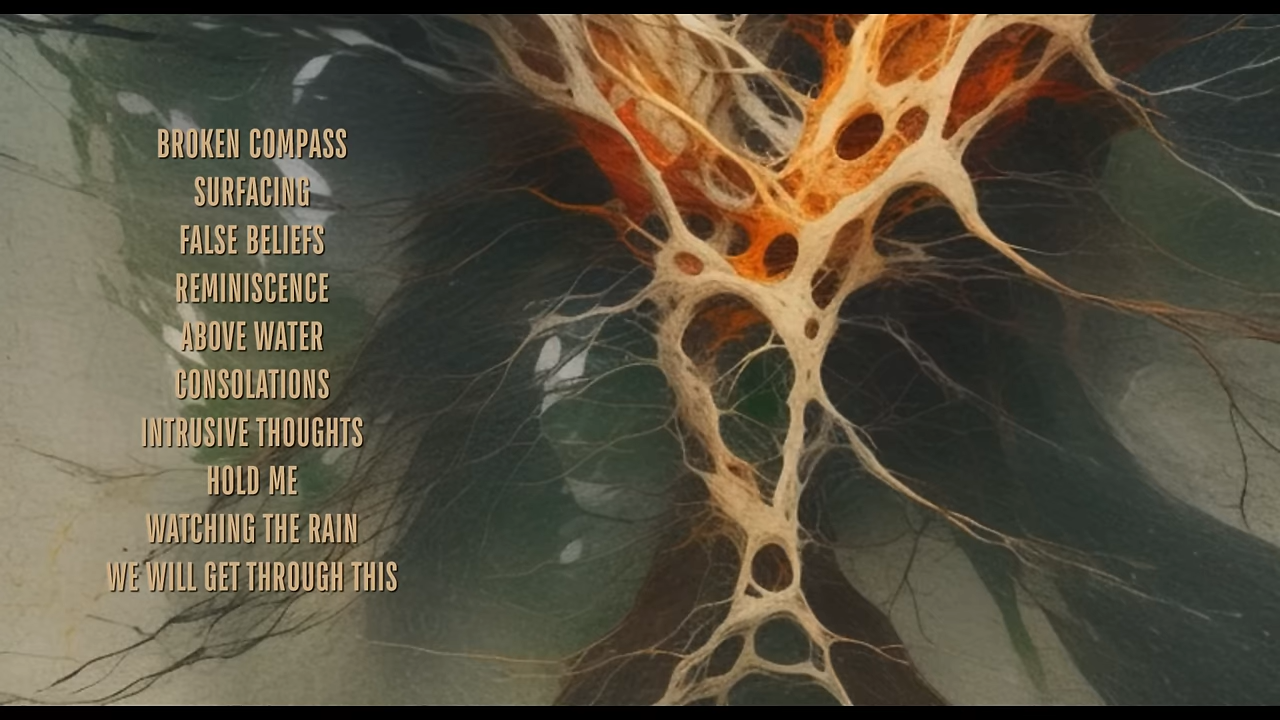 BROKEN COMPASS
SURFACING
FALSE BELIEFS
REMINISCENCE
ABOVE WATER
CONSOLATIONS
INTRUSIVE THOUGHTS
HOLD ME
WATCHING THE RAIN
WE WILL GET THROUGH THIS